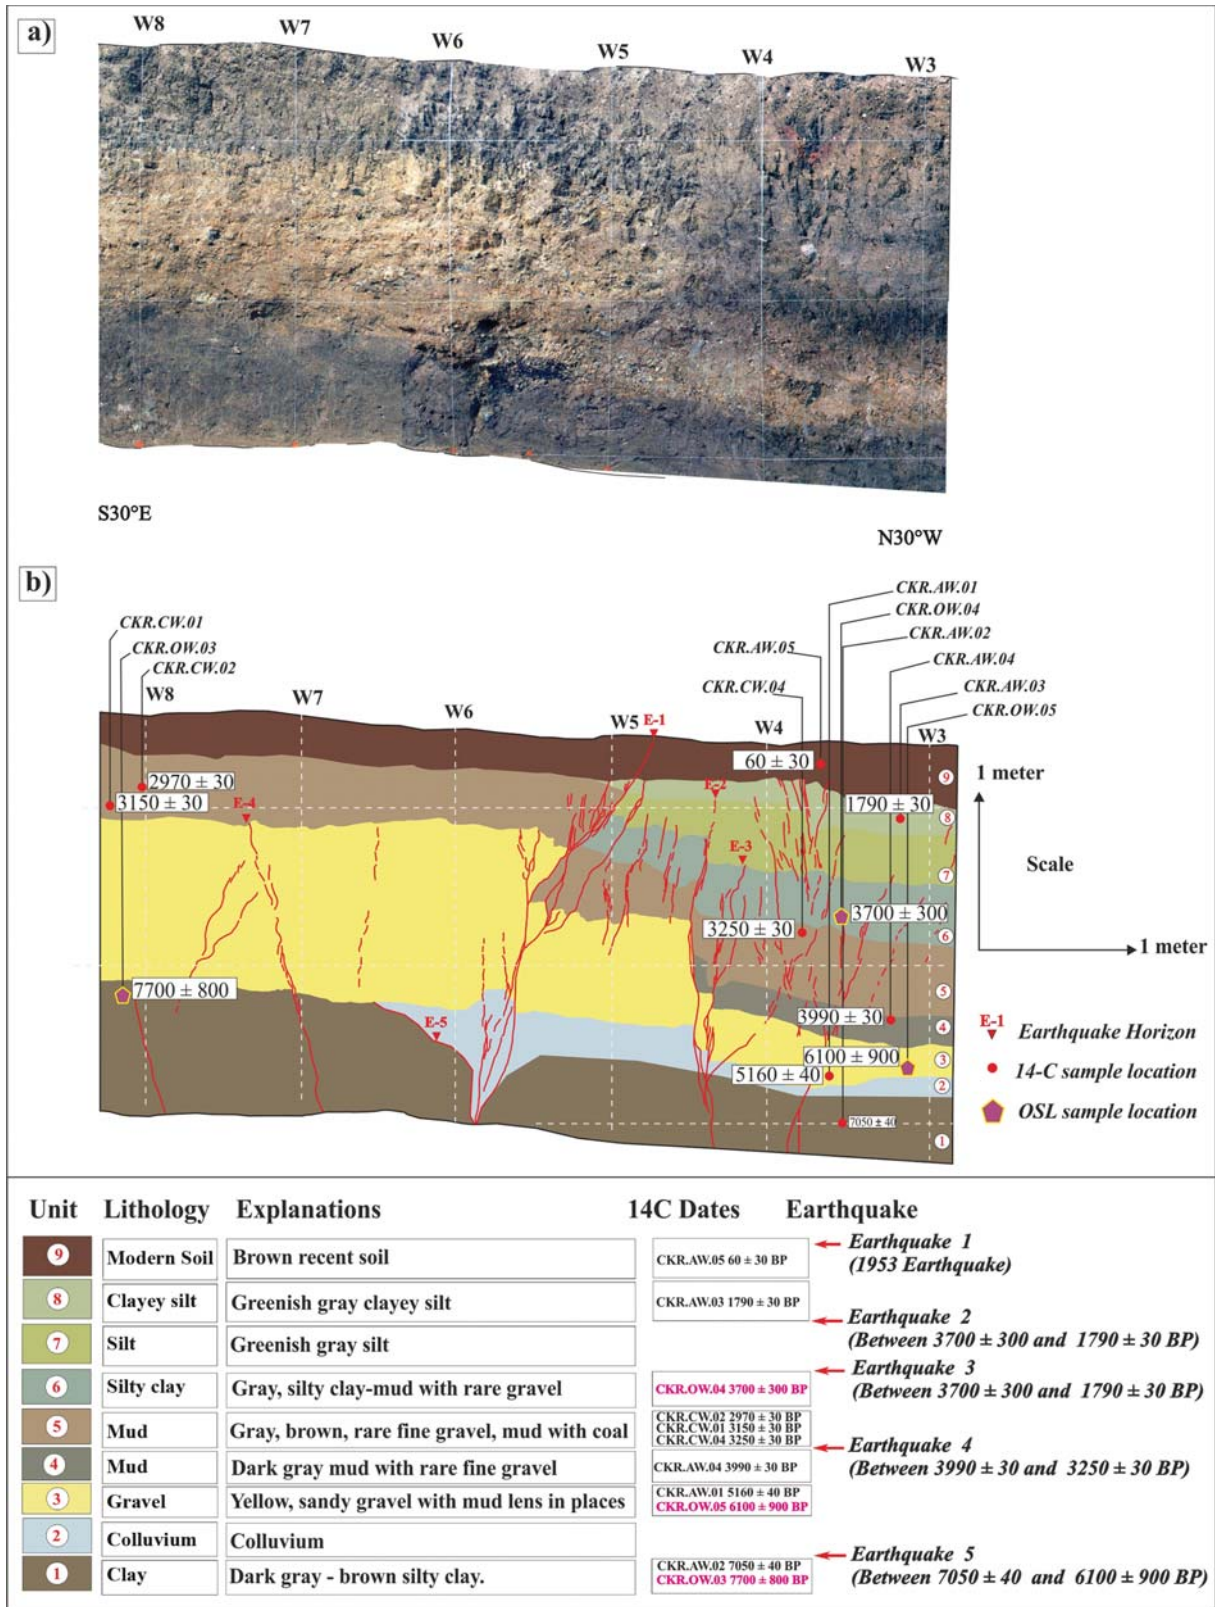 a)
W8
W7
W6
W5
W4
W3
S30°E
N30°W
b)
CKR.CW.01
CKR.OW.03
CKR.CW.02
CKR.AW.05
CKR.CW.04
CKR.AW.01
CKR.OW.04
CKR.AW.02
CKR.AW.04
CKR.AW.03
CKR.OW.05
W8
W7
W6
W5
W4
W3
E-1
E-2
E-3
E-4
E-5
60 ± 30
2970 ± 30
3150 ± 30
1790 ± 30
3700 ± 300
3250 ± 30
7700 ± 800
3990 ± 30
6100 ± 900
5160 ± 40
7050 ± 40
9
8
7
6
5
4
3
2
1
1 meter
Scale
1 meter
E-1 Earthquake Horizon
14-C sample location
OSL sample location
Unit Lithology Explanations 14C Dates Earthquake
9 Modern Soil Brown recent soil CKR.AW.05 60 ± 30 BP
Earthquake 1
(1953 Earthquake)
8 Clayey silt Greenish gray clayey silt CKR.AW.03 1790 ± 30 BP
Earthquake 2
(Between 3700 ± 300 and 1790 ± 30 BP)
7 Silt Greenish gray silt
Earthquake 3
(Between 3700 ± 300 and 1790 ± 30 BP)
6 Silty clay Gray, silty clay-mud with rare gravel CKR.OW.04 3700 ± 300 BP
5 Mud Gray, brown, rare fine gravel, mud with coal
CKR.CW.02 2970 ± 30 BP
CKR.CW.01 3150 ± 30 BP
CKR.CW.04 3250 ± 30 BP
Earthquake 4
(Between 3990 ± 30 and 3250 ± 30 BP)
4 Mud Dark gray mud with rare fine gravel CKR.AW.04 3990 ± 30 BP
3 Gravel Yellow, sandy gravel with mud lens in places
CKR.AW.01 5160 ± 40 BP
CKR.OW.05 6100 ± 900 BP
2 Colluvium Colluvium
Earthquake 5
(Between 7050 ± 40 and 6100 ± 900 BP)
1 Clay Dark gray - brown silty clay.
CKR.AW.02 7050 ± 40 BP
CKR.OW.03 7700 ± 800 BP